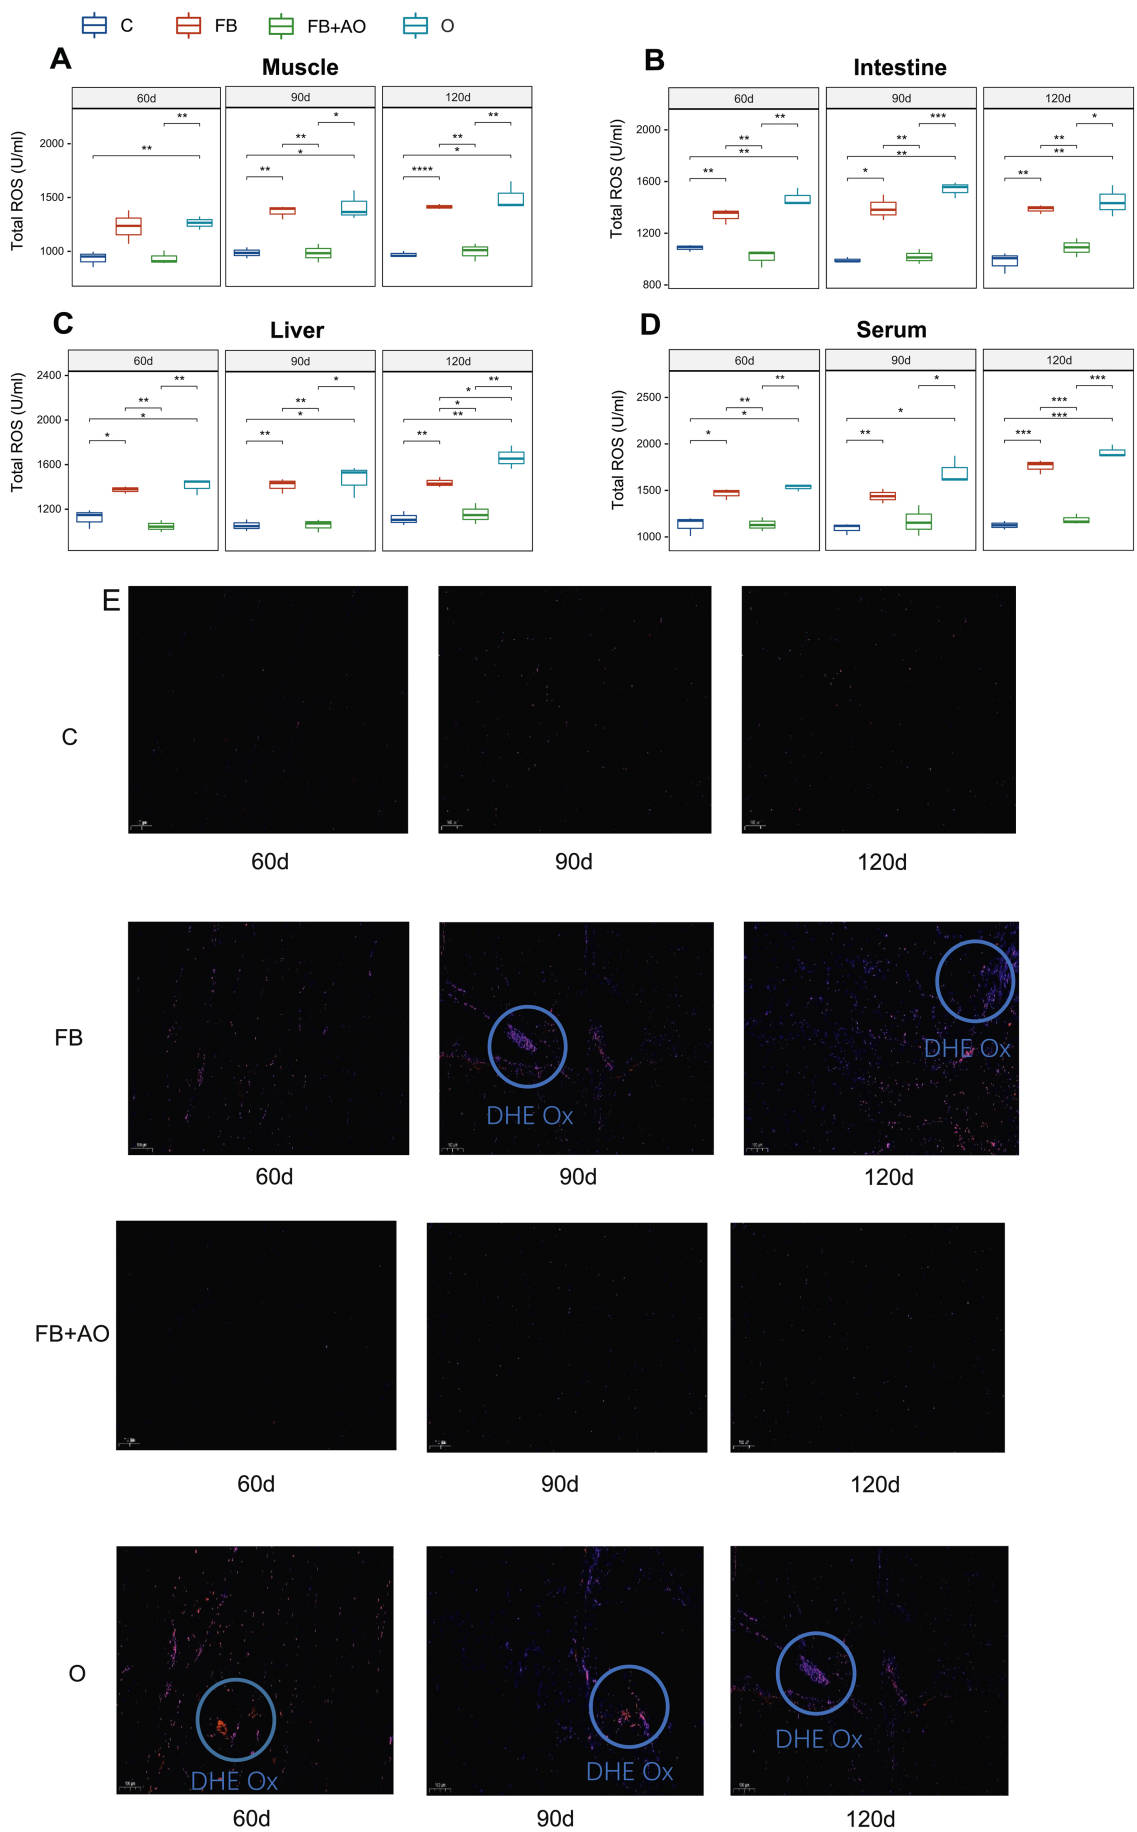 C FB FB+AO O
A Muscle
60d 90d 120d
Total ROS (U/ml)
2000
1500
1000
** **
** * ** *
**** * ** **
B Intestine
60d 90d 120d
Total ROS (U/ml)
2000
1600
1200
800
** ** ** **
* ** ** ***
** ** ** *
C Liver
60d 90d 120d
Total ROS (U/ml)
2400
2000
1600
1200
* * ** **
** * ** *
** ** * * **
D Serum
60d 90d 120d
Total ROS (U/ml)
2500
2000
1500
1000
* * ** **
** * *
*** *** *** ***
E
C
60d 90d 120d
FB
DHE Ox
DHE Ox
60d 90d 120d
FB+AO
60d 90d 120d
O
DHE Ox
DHE Ox
DHE Ox
60d 90d 120d